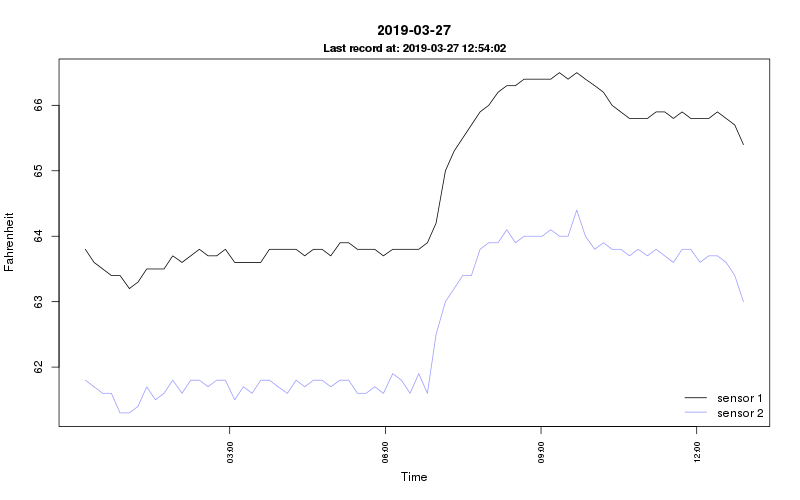 2019-03-27
Last record at: 2019-03-27 12:54:02
Fahrenheit
66
65
64
63
62
sensor 1
sensor 2
03:00
06:00
09:00
12:00
Time